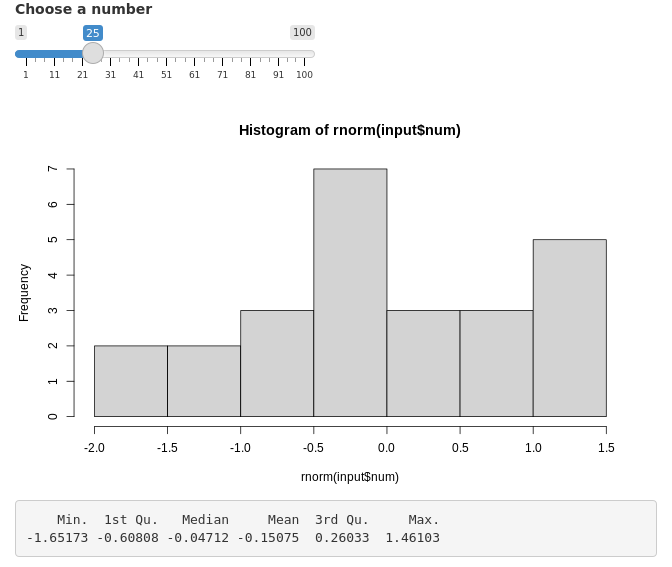 Choose a number
1 25 100
1 11 21 31 41 51 61 71 81 91 100
Histogram of rnorm(input$num)
Frequency
7
6
5
4
3
2
1
0
-2.0 -1.5 -1.0 -0.5 0.0 0.5 1.0 1.5
rnorm(input$num)
Min. 1st Qu. Median Mean 3rd Qu. Max.
-1.65173 -0.60808 -0.04712 -0.15075 0.26033 1.46103